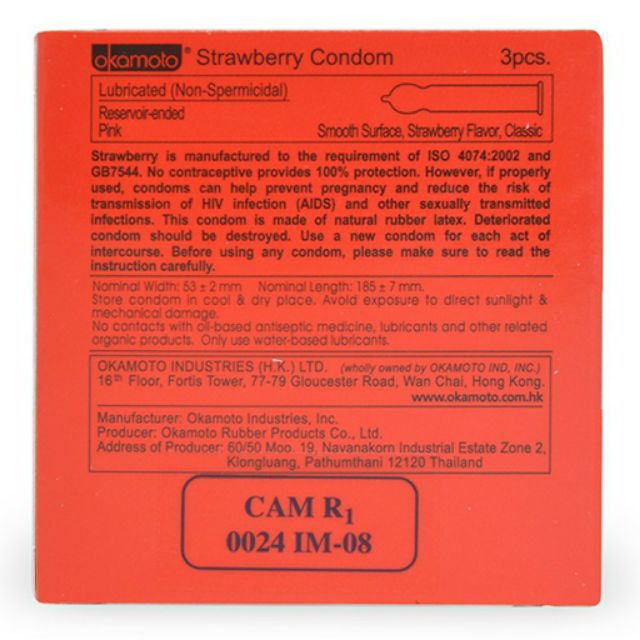 okamoto® Strawberry Condom 3pcs.
Lubricated (Non-Spermicidal)
Reservoir-ended
Pink Smooth Surface, Strawberry Flavor, Classic
Strawberry is manufactured to the requirement of ISO 4074:2002 and
GB7544. No contraceptive provides 100% protection. However, if properly
used, condoms can help prevent pregnancy and reduce the risk of
transmission of HIV infection (AIDS) and other sexually transmitted
infections. This condom is made of natural rubber latex. Deteriorated
condom should be destroyed. Use a new condom for each act of
intercourse. Before using any condom, please make sure to read the
instruction carefully.
Nominal Width: 53 ± 2 mm Nominal Length: 185 ± 7 mm.
Store condom in cool & dry place. Avoid exposure to direct sunlight &
mechanical damage.
No contacts with oil-based antiseptic medicine, lubricants and other related
organic products. Only use water-based lubricants.
OKAMOTO INDUSTRIES (H.K.) LTD. (wholly owned by OKAMOTO IND, INC.)
16th Floor, Fortis Tower, 77-79 Gloucester Road, Wan Chai, Hong Kong.
www.okamoto.com.hk
Manufacturer: Okamoto Industries, Inc.
Producer: Okamoto Rubber Products Co., Ltd.
Address of Producer: 60/50 Moo. 19, Navanakorn Industrial Estate Zone 2,
Klongluang, Pathumthani 12120 Thailand
CAM R1
0024 IM-08